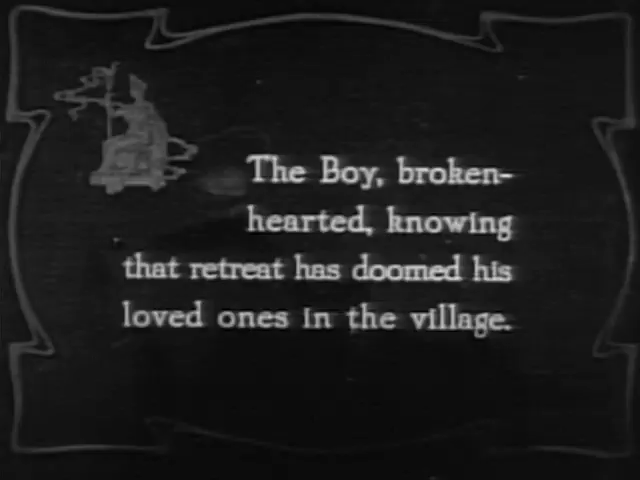 The Boy, broken-
hearted, knowing
that retreat has doomed his
loved ones in the village.